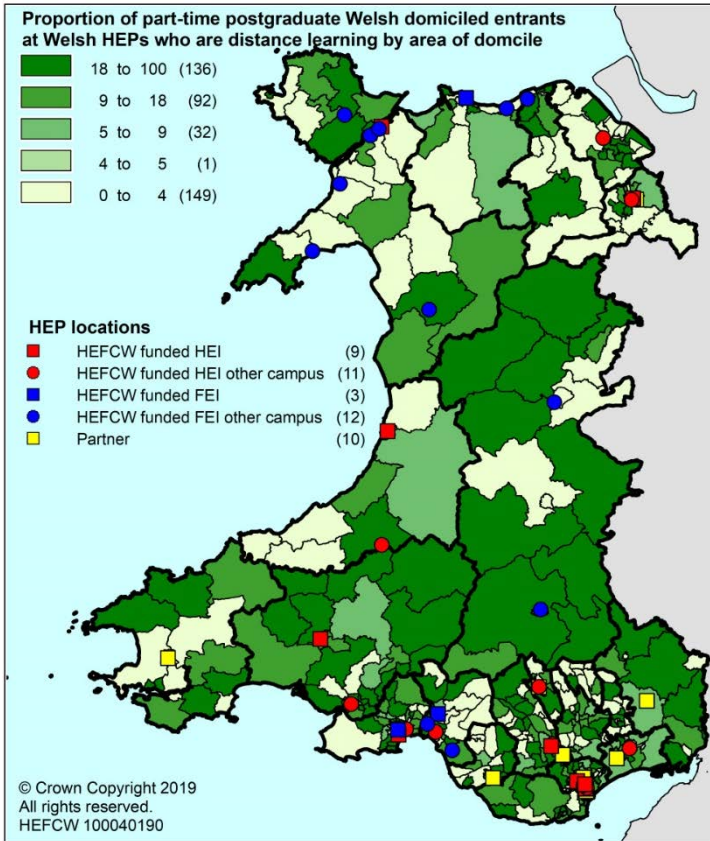 Proportion of part-time postgraduate Welsh domiciled entrants
at Welsh HEPs who are distance learning by area of domcile
18 to 100 (136)
9 to 18 (92)
5 to 9 (32)
4 to 5 (1)
0 to 4 (149)
HEP locations
HEFCW funded HEI (9)
HEFCW funded HEI other campus (11)
HEFCW funded FEI (3)
HEFCW funded FEI other campus (12)
Partner (10)
© Crown Copyright 2019
All rights reserved.
HEFCW 100040190